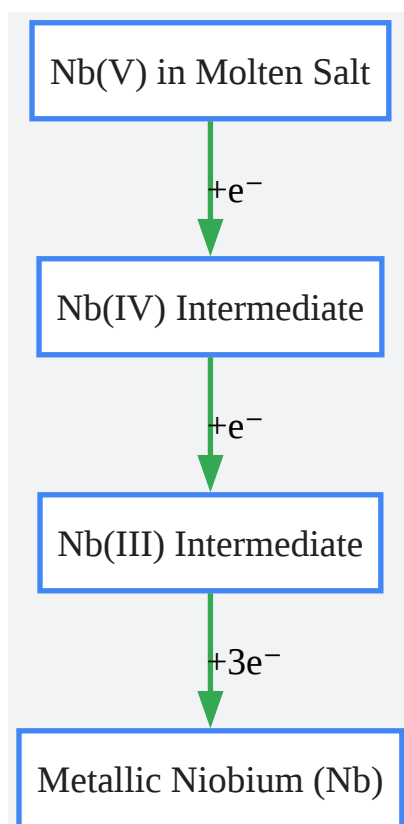 Nb(V) in Molten Salt
+e⁻
Nb(IV) Intermediate
+e⁻
Nb(III) Intermediate
+3e⁻
Metallic Niobium (Nb)